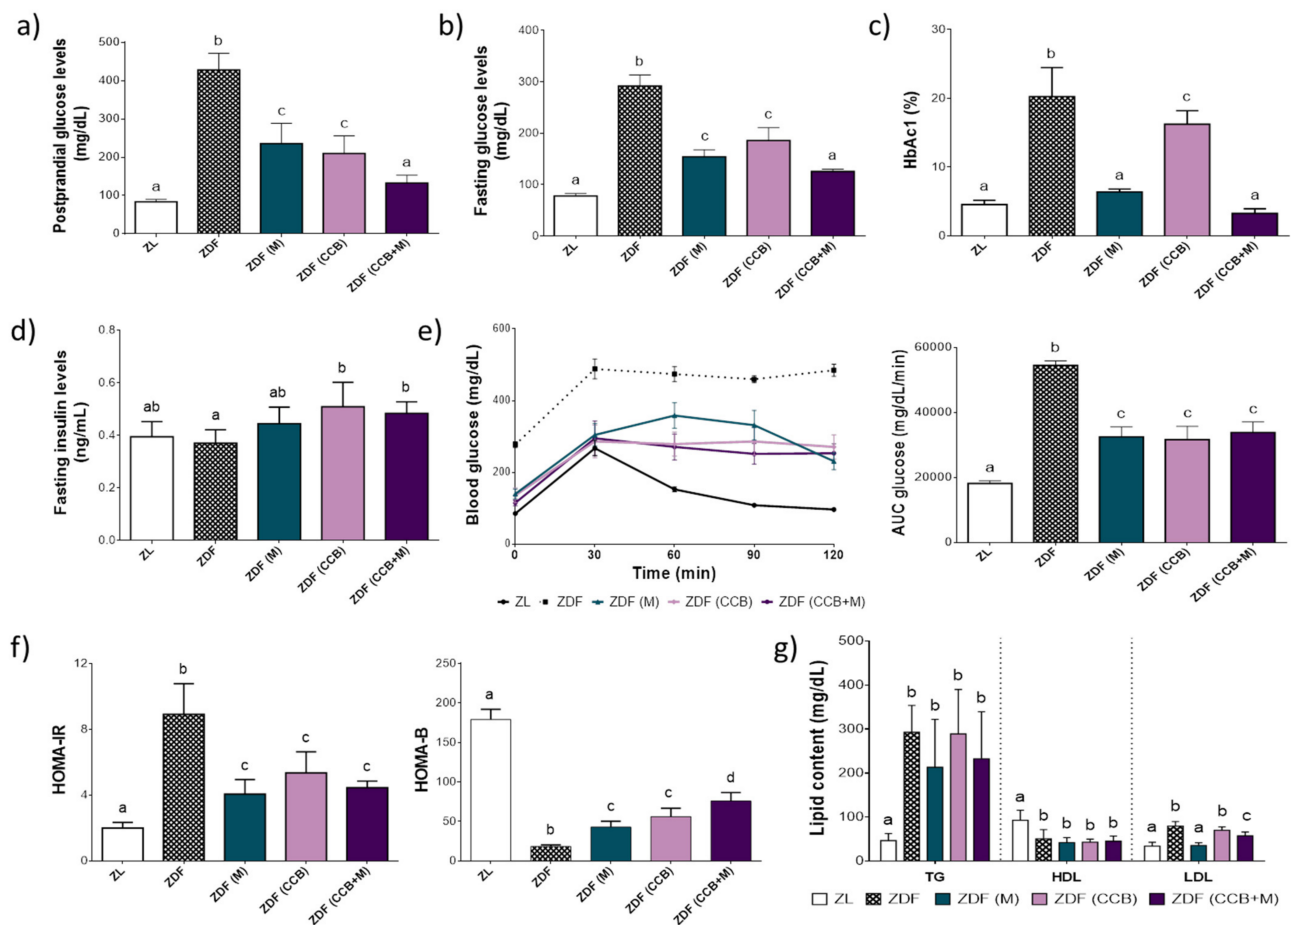 a)
Postprandial glucose levels
(mg/dL)
500
400
300
200
100
0
a
b
c
c
a
ZL
ZDF
ZDF (M)
ZDF (CCB)
ZDF (CCB+M)
b)
Fasting glucose levels
(mg/dL)
400
300
200
100
0
a
b
c
c
a
ZL
ZDF
ZDF (M)
ZDF (CCB)
ZDF (CCB+M)
c)
HbAc1 (%)
30
20
10
0
a
b
a
c
a
ZL
ZDF
ZDF (M)
ZDF (CCB)
ZDF (CCB+M)
d)
Fasting insulin levels
(ng/mL)
0.8
0.6
0.4
0.2
0.0
ab
a
ab
b
b
ZL
ZDF
ZDF (M)
ZDF (CCB)
ZDF (CCB+M)
e)
Blood glucose (mg/dL)
600
400
200
0
0
30
60
90
120
Time (min)
ZL
ZDF
ZDF (M)
ZDF (CCB)
ZDF (CCB+M)
AUC glucose (mg/dL/min)
60000
40000
20000
0
a
b
c
c
c
ZL
ZDF
ZDF (M)
ZDF (CCB)
ZDF (CCB+M)
f)
HOMA-IR
12
8
4
0
a
b
c
c
c
ZL
ZDF
ZDF (M)
ZDF (CCB)
ZDF (CCB+M)
HOMA-B
250
200
150
100
50
0
a
b
c
c
d
ZL
ZDF
ZDF (M)
ZDF (CCB)
ZDF (CCB+M)
g)
Lipid content (mg/dL)
500
400
300
200
100
0
a
b
b
b
b
a
b
b
b
b
a
b
a
b
c
TG
HDL
LDL
ZL
ZDF
ZDF (M)
ZDF (CCB)
ZDF (CCB+M)